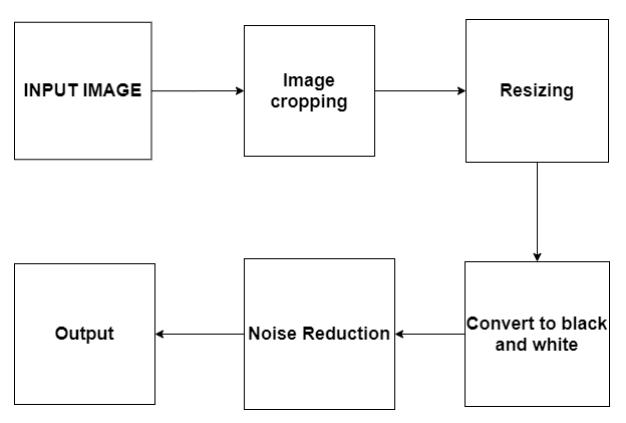 INPUT IMAGE
Image
cropping
Resizing
Convert to black
and white
Noise Reduction
Output